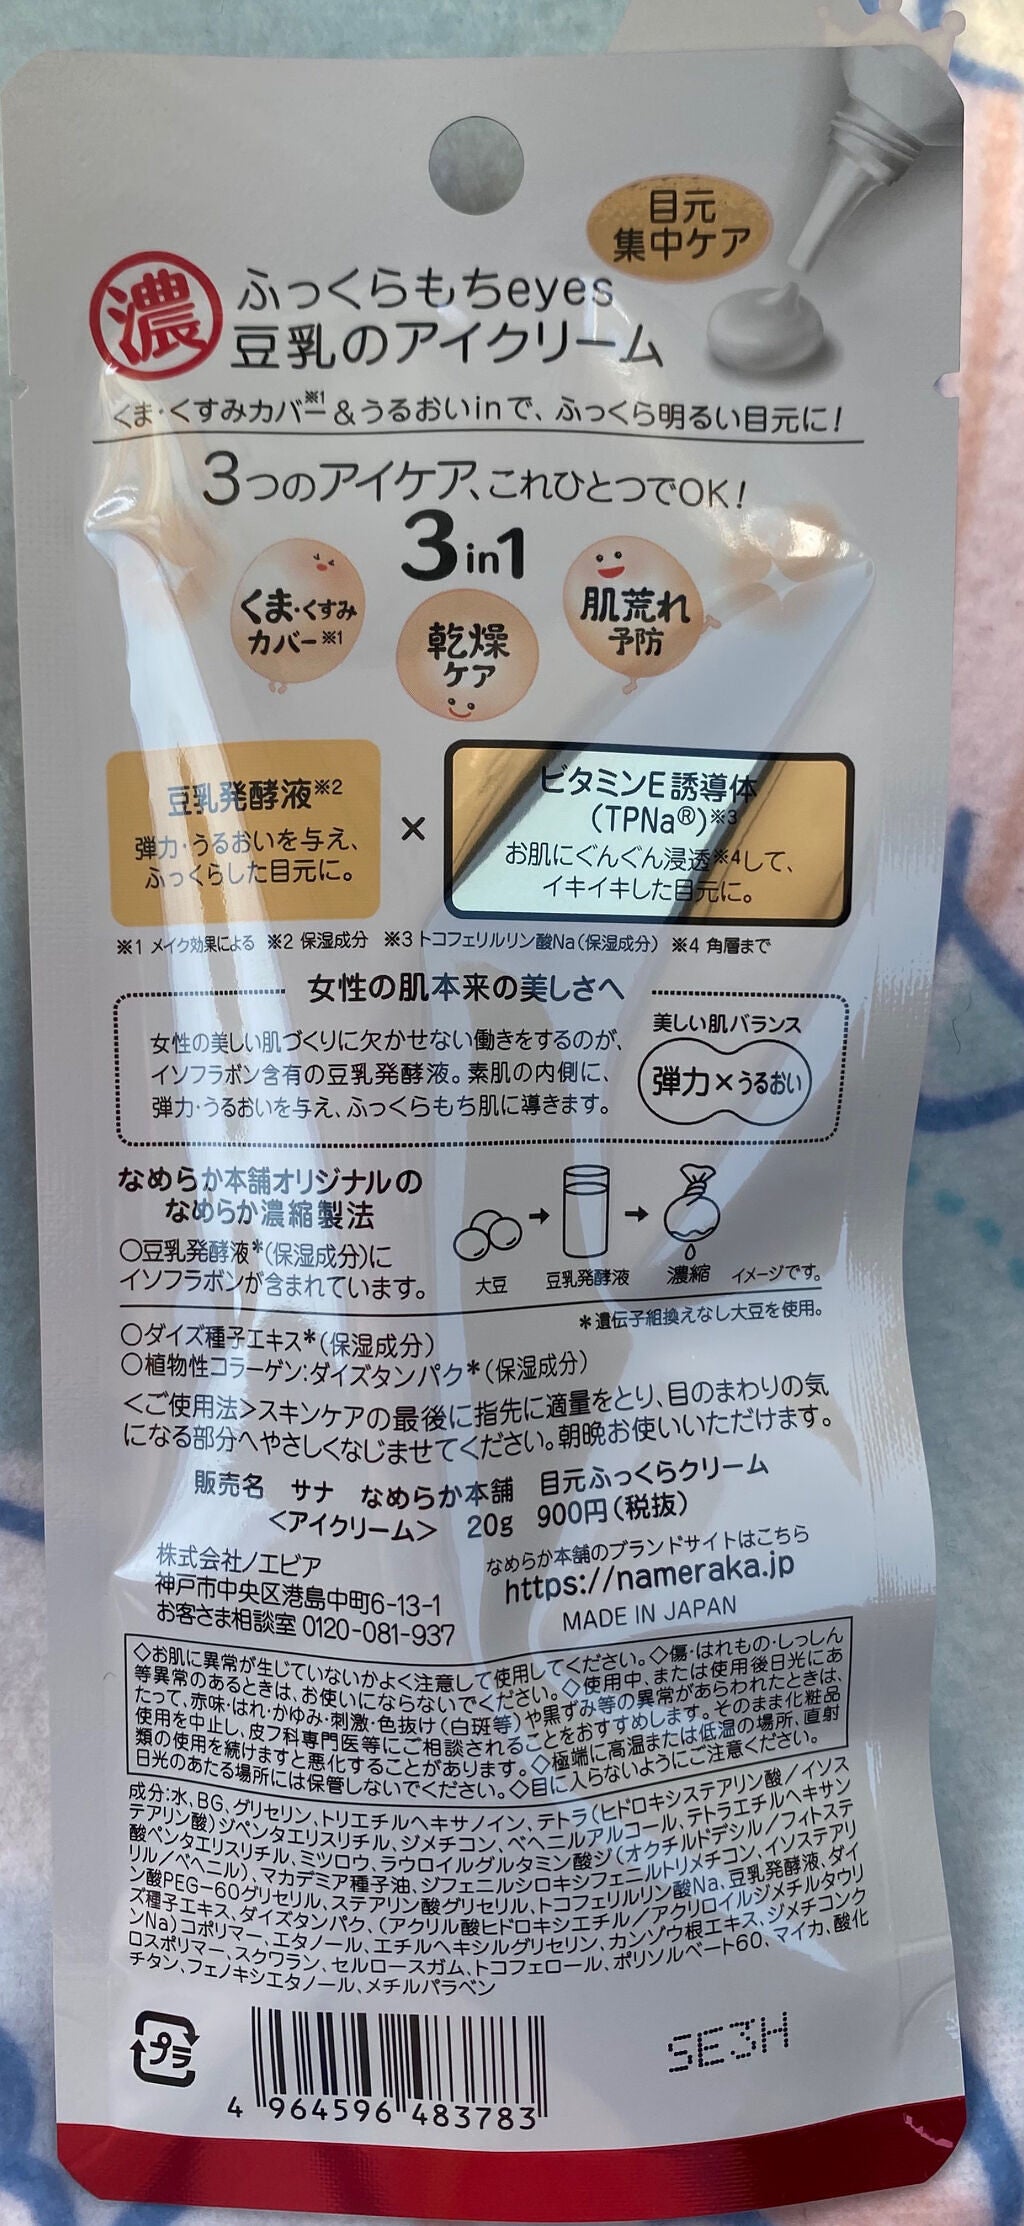 目元
集中ケア
濃
ふっくらもちeyes
豆乳のアイクリーム
くま・くすみカバー※1&うるおいinで、ふっくら明るい目元に!
3つのアイケア、これひとつでOK!
3in1
くま・くすみ
カバー※1
乾燥
ケア
肌荒れ
予防
豆乳発酵液※2
弾力・うるおいを与え、
ふっくらした目元に。
×
ビタミンE誘導体
(TPNa®)※3
お肌にぐんぐん浸透※4して、
イキイキした目元に。
※1 メイク効果による ※2 保湿成分 ※3 トコフェリルリン酸Na(保湿成分) ※4 角層まで
女性の肌本来の美しさへ
女性の美しい肌づくりに欠かせない働きをするのが、
イソフラボン含有の豆乳発酵液。素肌の内側に、
弾力・うるおいを与え、ふっくらもち肌に導きます。
美しい肌バランス
弾力×うるおい
なめらか本舗オリジナルの
なめらか濃縮製法
○豆乳発酵液*(保湿成分)に
イソフラボンが含まれています。
大豆 豆乳発酵液 濃縮 イメージです。
*遺伝子組換えなし大豆を使用。
○ダイズ種子エキス*(保湿成分)
○植物性コラーゲン:ダイズタンパク*(保湿成分)
<ご使用法>スキンケアの最後に指先に適量をとり、目のまわりの気
になる部分へやさしくなじませてください。朝晩お使いいただけます。
販売名 サナ なめらか本舗 目元ふっくらクリーム
<アイクリーム> 20g 900円(税抜)
株式会社ノエビア
神戸市中央区港島中町6-13-1
お客さま相談室 0120-081-937
なめらか本舗のブランドサイトはこちら
https://nameraka.jp
MADE IN JAPAN
◇お肌に異常が生じていないかよく注意して使用してください。◇傷・はれもの・しっしん
等異常のあるときは、お使いにならないでください。◇使用中、または使用後日光にあ
たって、赤味・はれ・かゆみ・刺激・色抜け(白斑等)や黒ずみ等の異常があらわれたときは、
使用を中止し、皮フ科専門医等にご相談されることをおすすめします。そのまま化粧品
類の使用を続けますと悪化することがあります。◇極端に高温または低温の場所、直射
日光のあたる場所には保管しないでください。◇目に入らないようにご注意ください。
成分:水、BG、グリセリン、トリエチルヘキサノイン、テトラ(ヒドロキシステアリン酸/イソス
テアリン酸)ジペンタエリスリチル、ジメチコン、ベヘニルアルコール、テトラエチルヘキサン
酸ペンタエリスリチル、ミツロウ、ラウロイルグルタミン酸ジ(オクチルドデシル/フィトステ
リル/ベヘニル)、マカデミア種子油、ジフェニルシロキシフェニルトリメチコン、イソステアリ
ン酸PEG-60グリセリル、ステアリン酸グリセリル、トコフェリルリン酸Na、豆乳発酵液、ダイ
ズ種子エキス、ダイズタンパク、(アクリル酸ヒドロキシエチル/アクリロイルジメチルタウリ
ンNa)コポリマー、エタノール、エチルヘキシルグリセリン、カンゾウ根エキス、ジメチコンク
ロスポリマー、スクワラン、セルロースガム、トコフェロール、ポリソルベート60、マイカ、酸化
チタン、フェノキシエタノール、メチルパラベン
プラ
4 964596 483783
SE3H